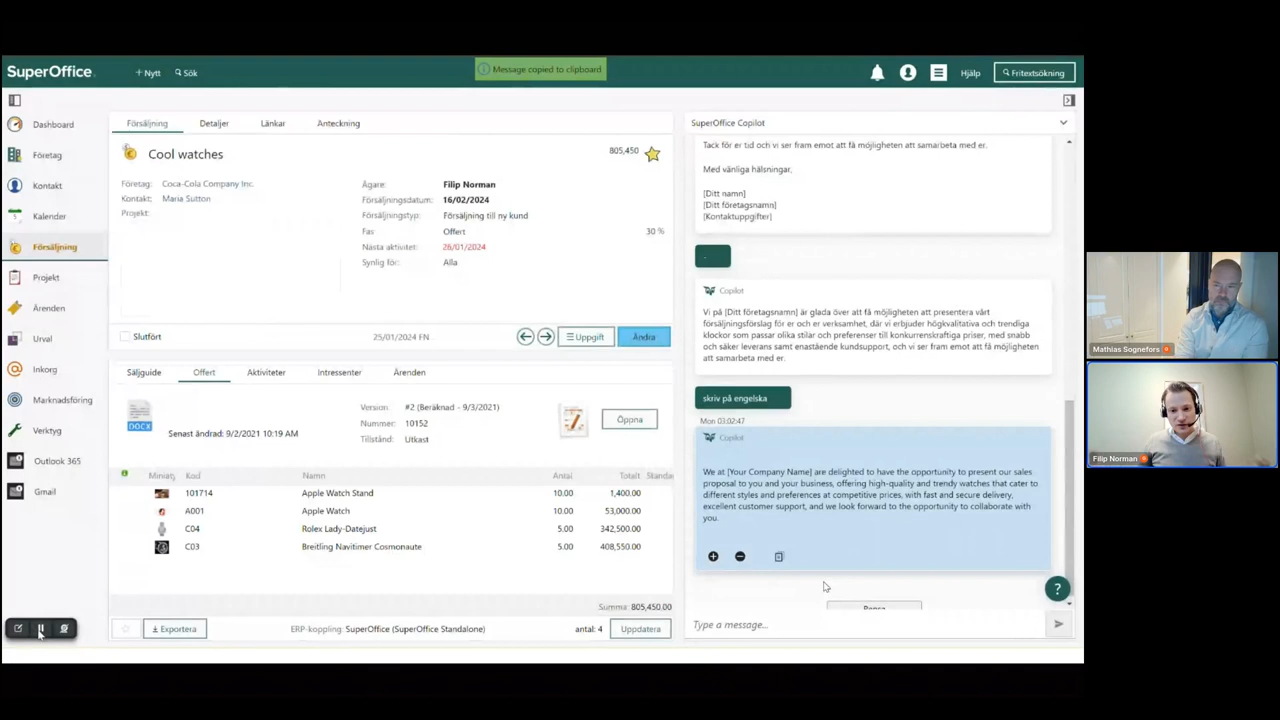 SuperOffice
+ Nytt
Sök
Message copied to clipboard
Hjälp
Fritextsökning
Dashboard
Företag
Kontakt
Kalender
Försäljning
Projekt
Ärenden
Urval
Inkorg
Marknadsföring
Verktyg
Outlook 365
Gmail
Försäljning
Detaljer
Länkar
Anteckning
Cool watches
805,450
Företag: Coca-Cola Company Inc.
Kontakt: Maria Sutton
Projekt:
Ägare: Filip Norman
Försäljningsdatum: 16/02/2024
Försäljningstyp: Försäljning till ny kund
Fas: Offert 30 %
Nästa aktivitet: 26/01/2024
Synlig för: Alla
Slutfört
25/01/2024 FN
Uppgift
Ändra
Säljguide
Offert
Aktiviteter
Intressenter
Ärenden
DOCX
Senast ändrad: 9/2/2021 10:19 AM
Version: #2 (Beräknad - 9/3/2021)
Nummer: 10152
Tillstånd: Utkast
Öppna
Miniatyr Kod Namn Antal Totalt Standar
101714 Apple Watch Stand 10.00 1,400.00
A001 Apple Watch 10.00 53,000.00
C04 Rolex Lady-Datejust 5.00 342,500.00
C03 Breitling Navitimer Cosmonaute 5.00 408,550.00
Summa: 805,450.00
Exportera
ERP-koppling: SuperOffice (SuperOffice Standalone)
antal: 4
Uppdatera
SuperOffice Copilot
Tack för er tid och vi ser fram emot att få möjligheten att samarbeta med er.
Med vänliga hälsningar,
[Ditt namn]
[Ditt företagsnamn]
[Kontaktuppgifter]
Copilot
Vi på [Ditt företagsnamn] är glada över att få möjligheten att presentera vårt
försäljningsförslag för er och er verksamhet, där vi erbjuder högkvalitativa och trendiga
klockor som passar olika stilar och preferenser till konkurrenskraftiga priser, med snabb
och säker leverans samt enastående kundsupport, och vi ser fram emot att få möjligheten
att samarbeta med er.
skriv på engelska
Mon 03:02:47
Copilot
We at [Your Company Name] are delighted to have the opportunity to present our sales
proposal to you and your business, offering high-quality and trendy watches that cater to
different styles and preferences at competitive prices, with fast and secure delivery,
excellent customer support, and we look forward to the opportunity to collaborate with
you.
Rensa
Type a message...
?
Mathias Sognefors
Filip Norman